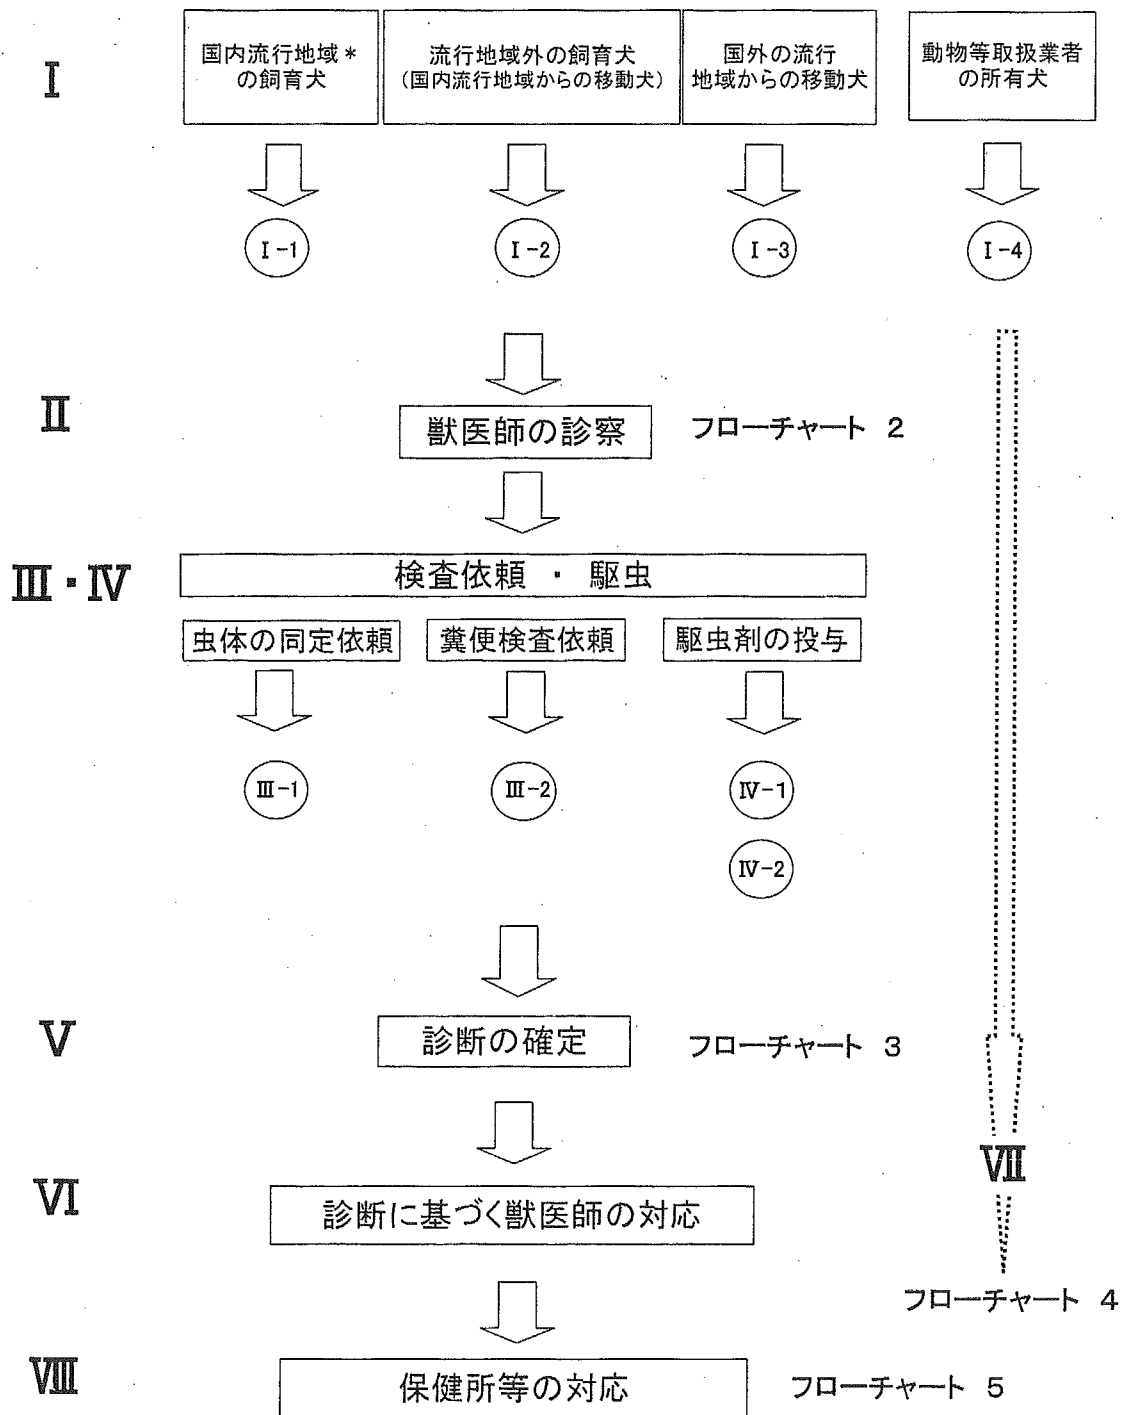 I
国内流行地域*
の飼育犬
流行地域外の飼育犬
(国内流行地域からの移動犬)
国外の流行
地域からの移動犬
動物等取扱業者
の所有犬
I-1
I-2
I-3
I-4
II
獣医師の診察
フローチャート 2
III・IV
検査依頼 ・ 駆虫
虫体の同定依頼
糞便検査依頼
駆虫剤の投与
III-1
III-2
IV-1
IV-2
V
診断の確定
フローチャート 3
VII
VI
診断に基づく獣医師の対応
フローチャート 4
VIII
保健所等の対応
フローチャート 5